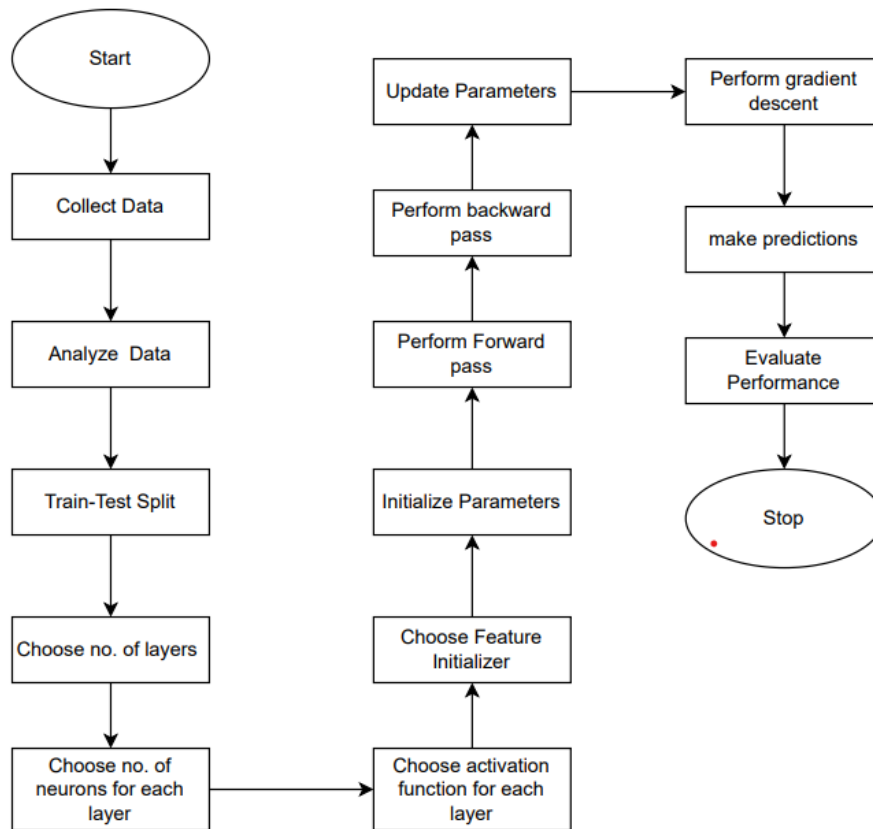 Start
Collect Data
Analyze  Data
Train-Test Split
Choose no. of layers
Choose no. of
neurons for each
layer
Choose activation
function for each
layer
Choose Feature
Initializer
Initialize Parameters
Perform Forward
pass
Perform backward
pass
Update Parameters
Perform gradient
descent
make predictions
Evaluate
Performance
Stop